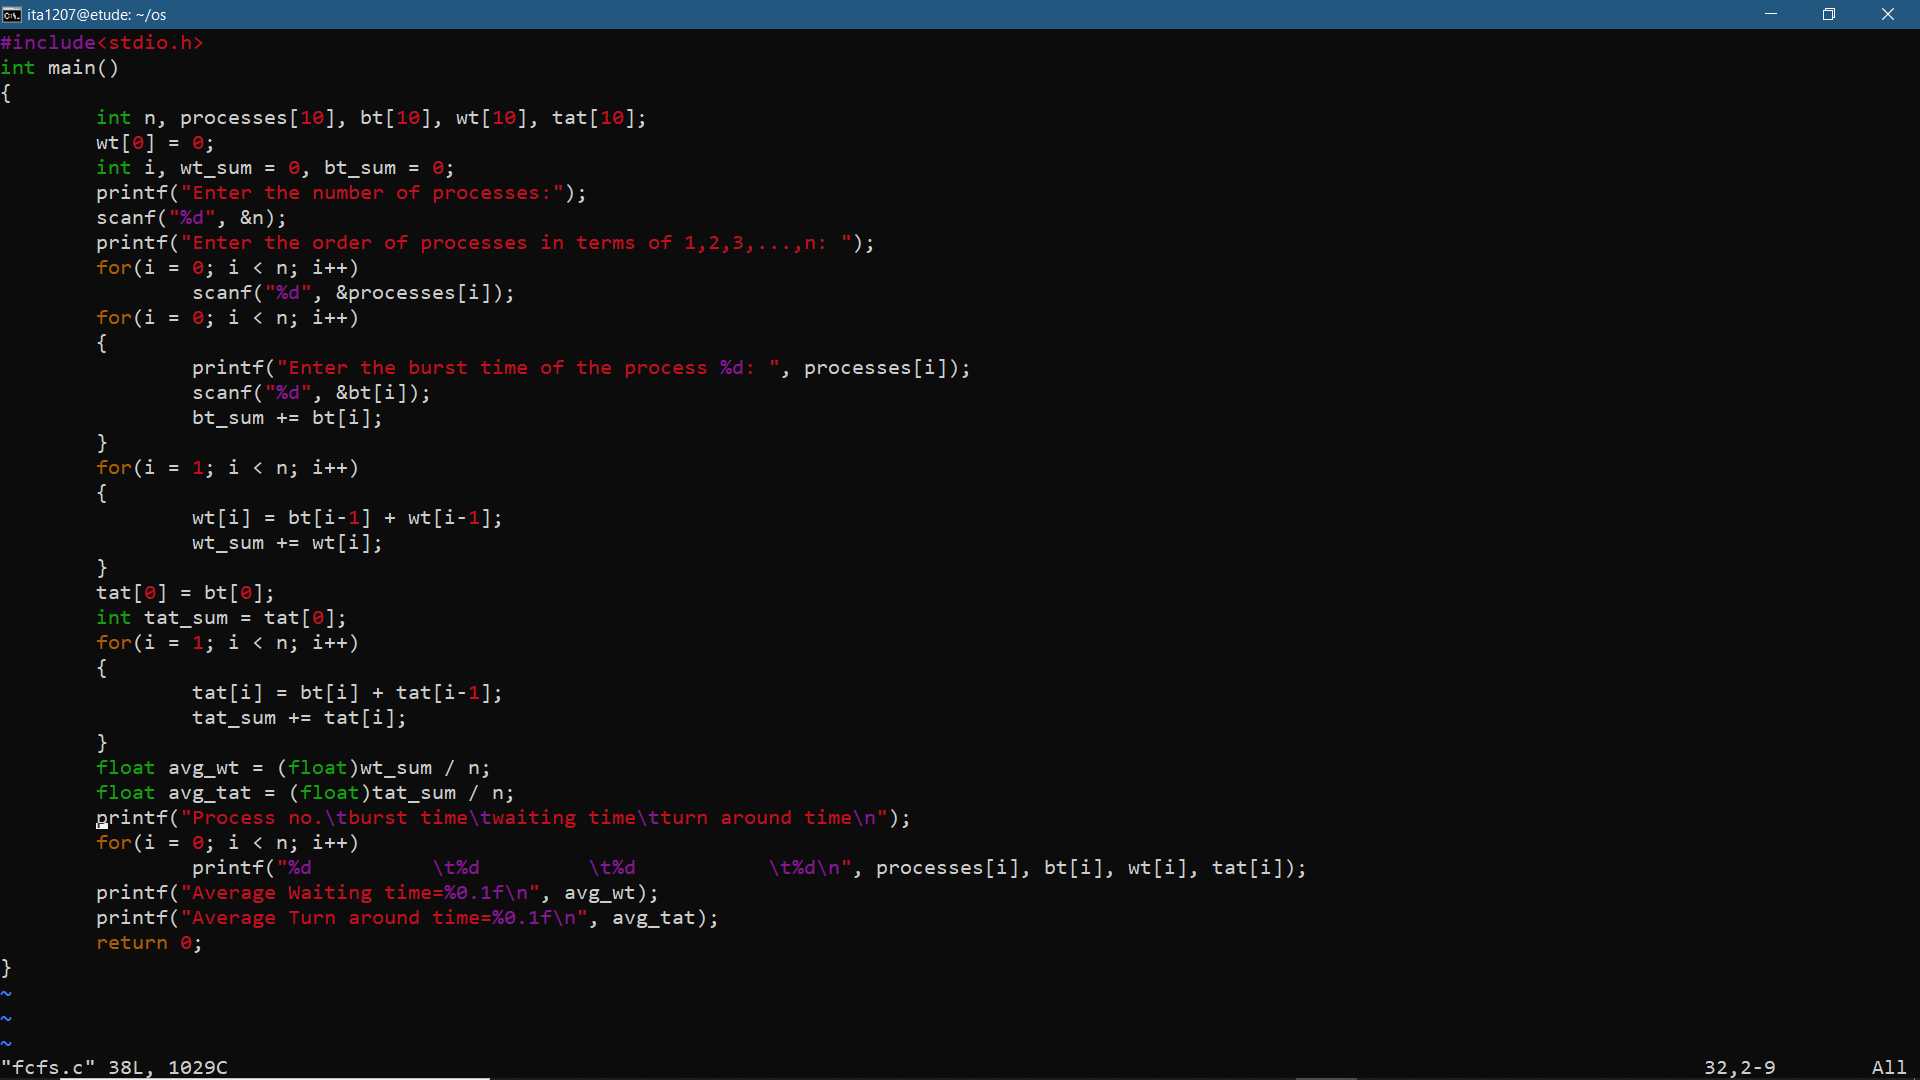 ita1207@etude: ~/os
#include<stdio.h>
int main()
{
        int n, processes[10], bt[10], wt[10], tat[10];
        wt[0] = 0;
        int i, wt_sum = 0, bt_sum = 0;
        printf("Enter the number of processes:");
        scanf("%d", &n);
        printf("Enter the order of processes in terms of 1,2,3,...,n: ");
        for(i = 0; i < n; i++)
                scanf("%d", &processes[i]);
        for(i = 0; i < n; i++)
        {
                printf("Enter the burst time of the process %d: ", processes[i]);
                scanf("%d", &bt[i]);
                bt_sum += bt[i];
        }
        for(i = 1; i < n; i++)
        {
                wt[i] = bt[i-1] + wt[i-1];
                wt_sum += wt[i];
        }
        tat[0] = bt[0];
        int tat_sum = tat[0];
        for(i = 1; i < n; i++)
        {
                tat[i] = bt[i] + tat[i-1];
                tat_sum += tat[i];
        }
        float avg_wt = (float)wt_sum / n;
        float avg_tat = (float)tat_sum / n;
        printf("Process no.\tburst time\twaiting time\tturn around time\n");
        for(i = 0; i < n; i++)
                printf("%d          \t%d         \t%d           \t%d\n", processes[i], bt[i], wt[i], tat[i]);
        printf("Average Waiting time=%0.1f\n", avg_wt);
        printf("Average Turn around time=%0.1f\n", avg_tat);
        return 0;
}
~
~
~
"fcfs.c" 38L, 1029C 32,2-9 All